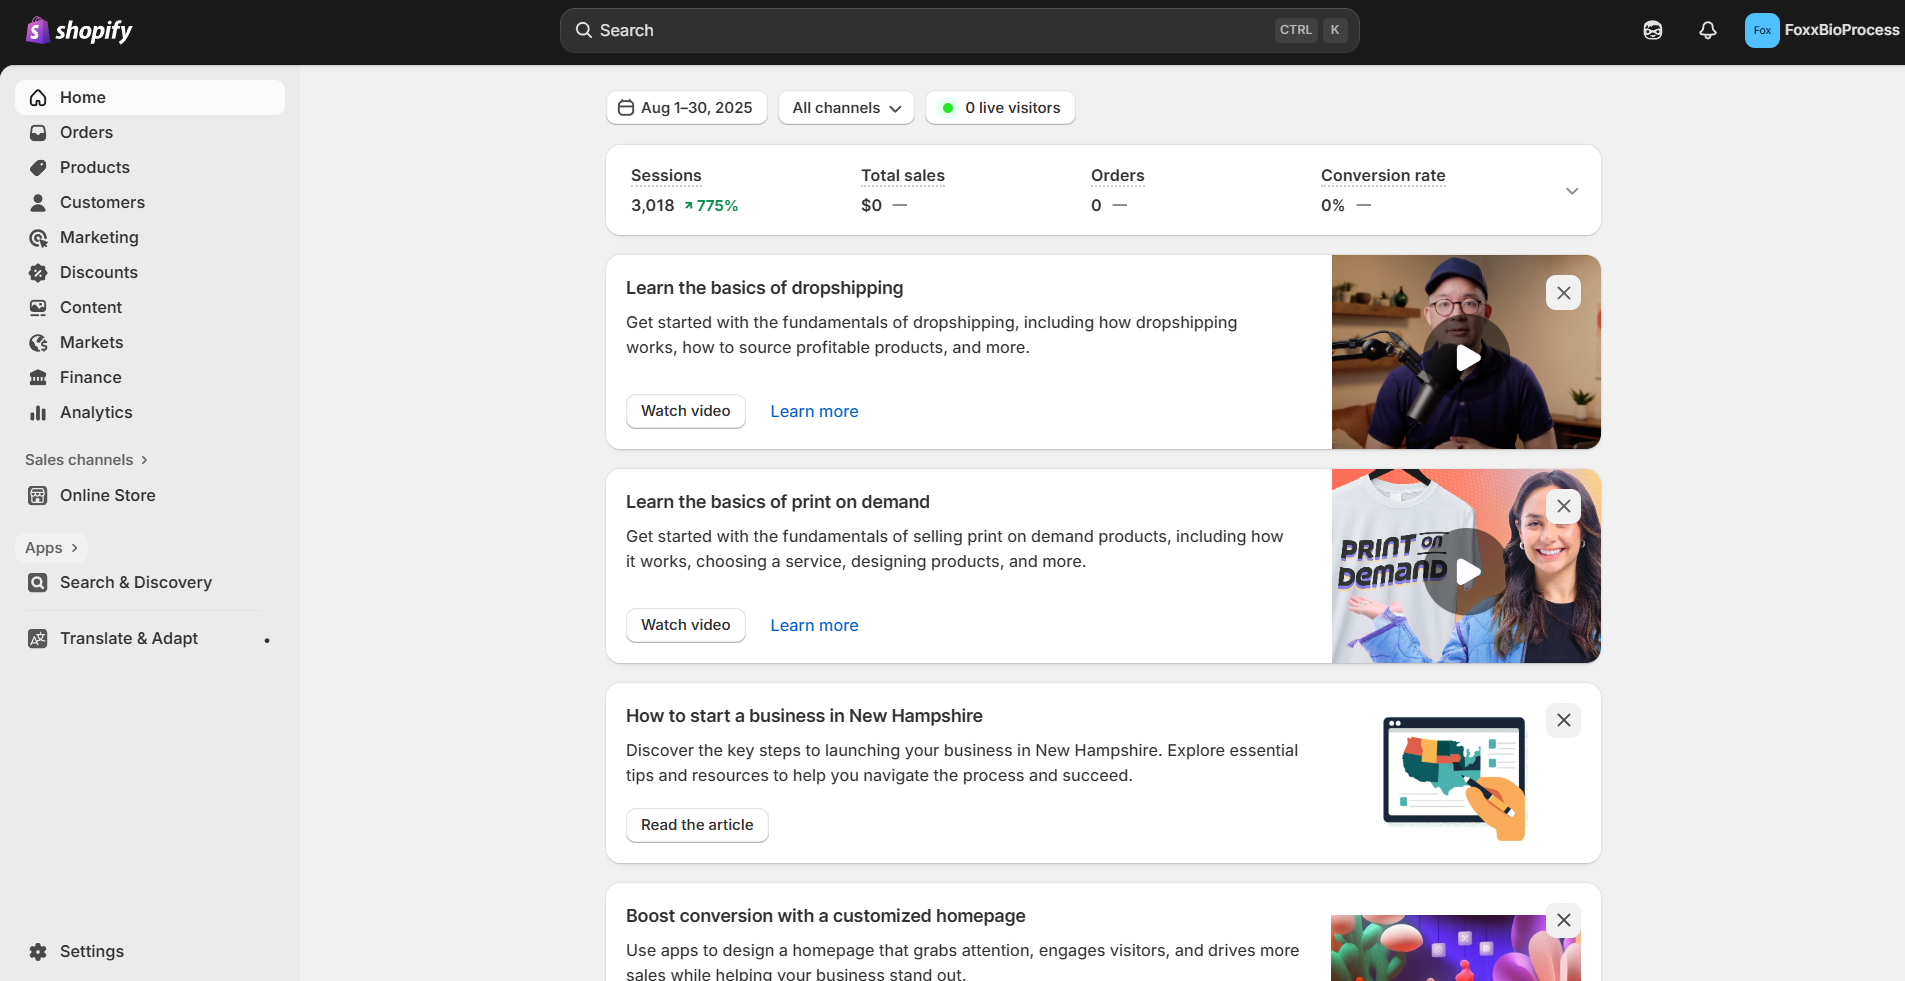 shopify
Search
CTRL K
Fox
FoxxBioProcess
Home
Orders
Products
Customers
Marketing
Discounts
Content
Markets
Finance
Analytics
Sales channels
Online Store
Apps
Search & Discovery
Translate & Adapt
Settings
Aug 1–30, 2025
All channels
0 live visitors
Sessions
3,018 775%
Total sales
$0 —
Orders
0 —
Conversion rate
0% —
Learn the basics of dropshipping
Get started with the fundamentals of dropshipping, including how dropshipping
works, how to source profitable products, and more.
Watch video
Learn more
Learn the basics of print on demand
Get started with the fundamentals of selling print on demand products, including how
it works, choosing a service, designing products, and more.
Watch video
Learn more
PRINT ON
DEMAND
How to start a business in New Hampshire
Discover the key steps to launching your business in New Hampshire. Explore essential
tips and resources to help you navigate the process and succeed.
Read the article
Boost conversion with a customized homepage
Use apps to design a homepage that grabs attention, engages visitors, and drives more
sales while helping your business stand out.